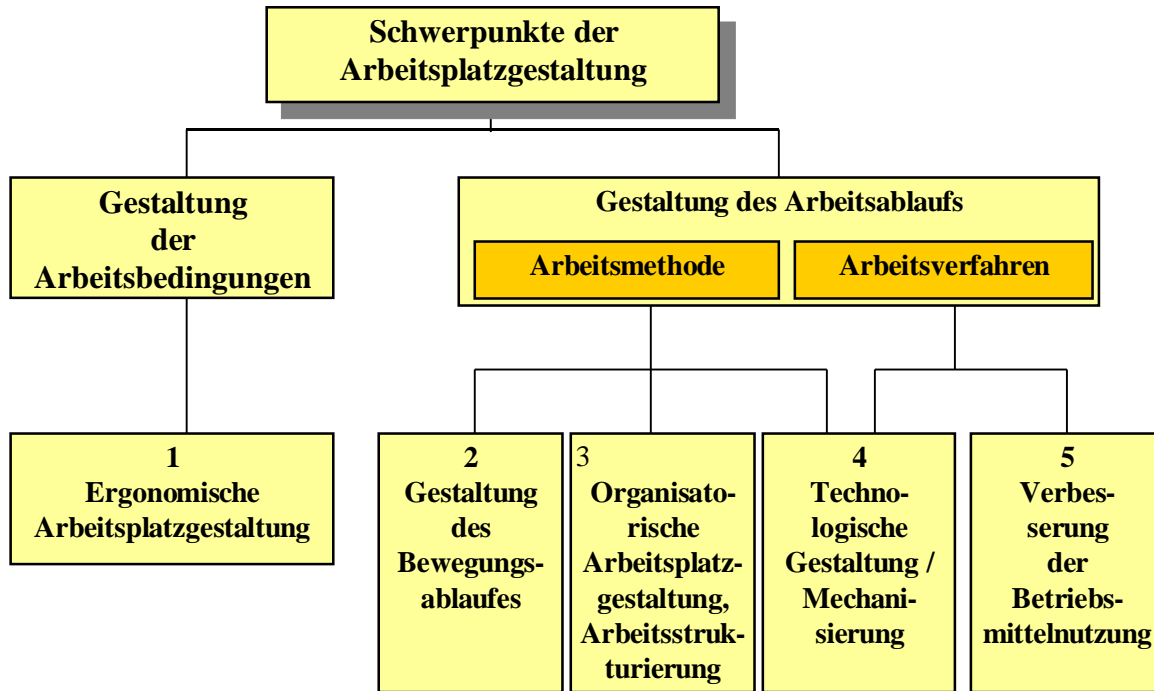 Schwerpunkte der
Arbeitsplatzgestaltung
Gestaltung
der
Arbeitsbedingungen
Gestaltung des Arbeitsablaufs
Arbeitsmethode
Arbeitsverfahren
1
Ergonomische
Arbeitsplatzgestaltung
2
Gestaltung
des
Bewegungs-
ablaufes
3
Organisato-
rische
Arbeitsplatz-
gestaltung,
Arbeitsstruk-
turierung
4
Techno-
logische
Gestaltung /
Mechani-
sierung
5
Verbes-
serung
der
Betriebs-
mittelnutzung